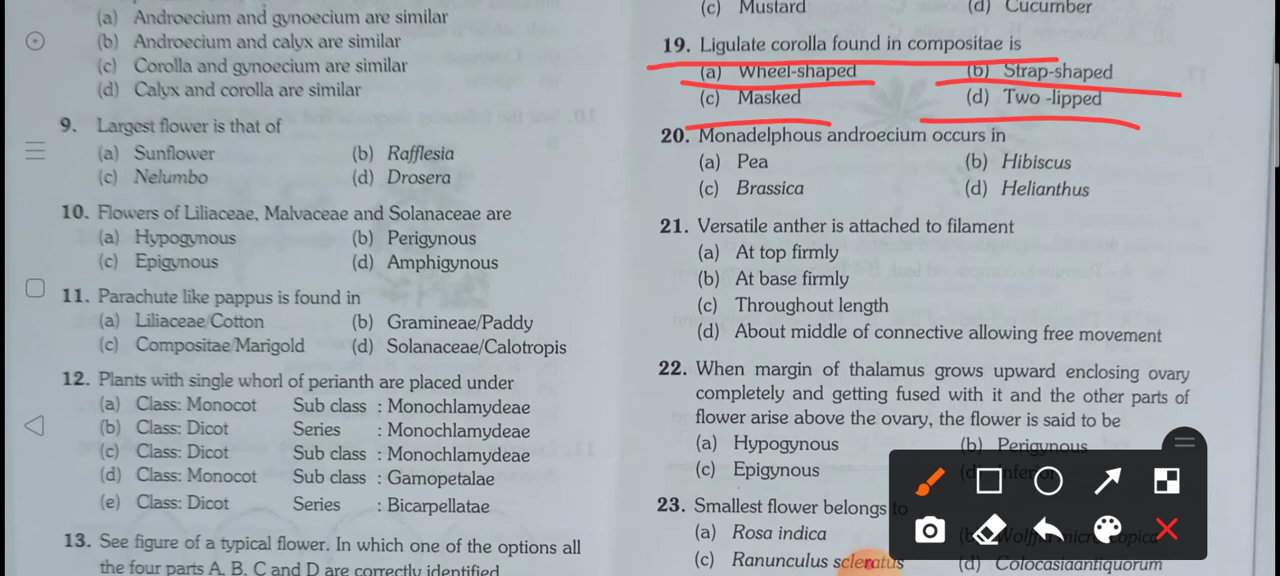 (a) Androecium and gynoecium are similar
(b) Androecium and calyx are similar
(c) Corolla and gynoecium are similar
(d) Calyx and corolla are similar
9. Largest flower is that of
(a) Sunflower (b) Rafflesia
(c) Nelumbo (d) Drosera
10. Flowers of Liliaceae, Malvaceae and Solanaceae are
(a) Hypogynous (b) Perigynous
(c) Epigynous (d) Amphigynous
11. Parachute like pappus is found in
(a) Liliaceae/Cotton (b) Gramineae/Paddy
(c) Compositae/Marigold (d) Solanaceae/Calotropis
12. Plants with single whorl of perianth are placed under
(a) Class: Monocot Sub class : Monochlamydeae
(b) Class: Dicot Series : Monochlamydeae
(c) Class: Dicot Sub class : Monochlamydeae
(d) Class: Monocot Sub class : Gamopetalae
(e) Class: Dicot Series : Bicarpellatae
13. See figure of a typical flower. In which one of the options all
the four parts A, B, C and D are correctly identified
(c) Mustard (d) Cucumber
19. Ligulate corolla found in compositae is
(a) Wheel-shaped (b) Strap-shaped
(c) Masked (d) Two -lipped
20. Monadelphous androecium occurs in
(a) Pea (b) Hibiscus
(c) Brassica (d) Helianthus
21. Versatile anther is attached to filament
(a) At top firmly
(b) At base firmly
(c) Throughout length
(d) About middle of connective allowing free movement
22. When margin of thalamus grows upward enclosing ovary
completely and getting fused with it and the other parts of
flower arise above the ovary, the flower is said to be
(a) Hypogynous (b) Perigynous
(c) Epigynous
23. Smallest flower belongs to
(a) Rosa indica
(c) Ranunculus scleratus (d) Colocasiaantiquorum